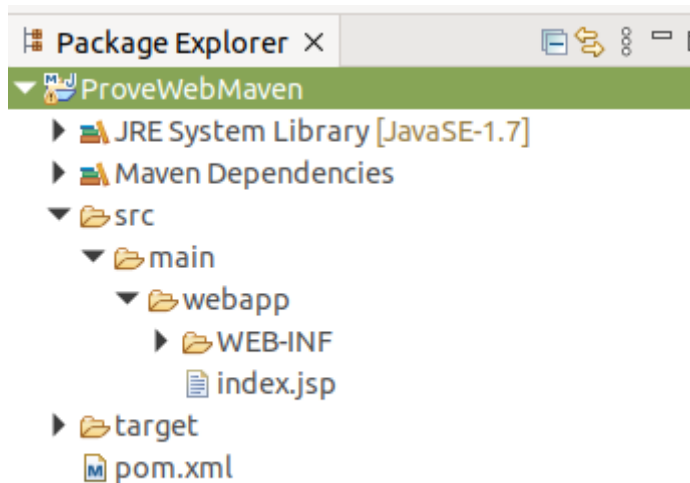 Package Explorer ×
ProveWebMaven
JRE System Library [JavaSE-1.7]
Maven Dependencies
src
main
webapp
WEB-INF
index.jsp
target
pom.xml